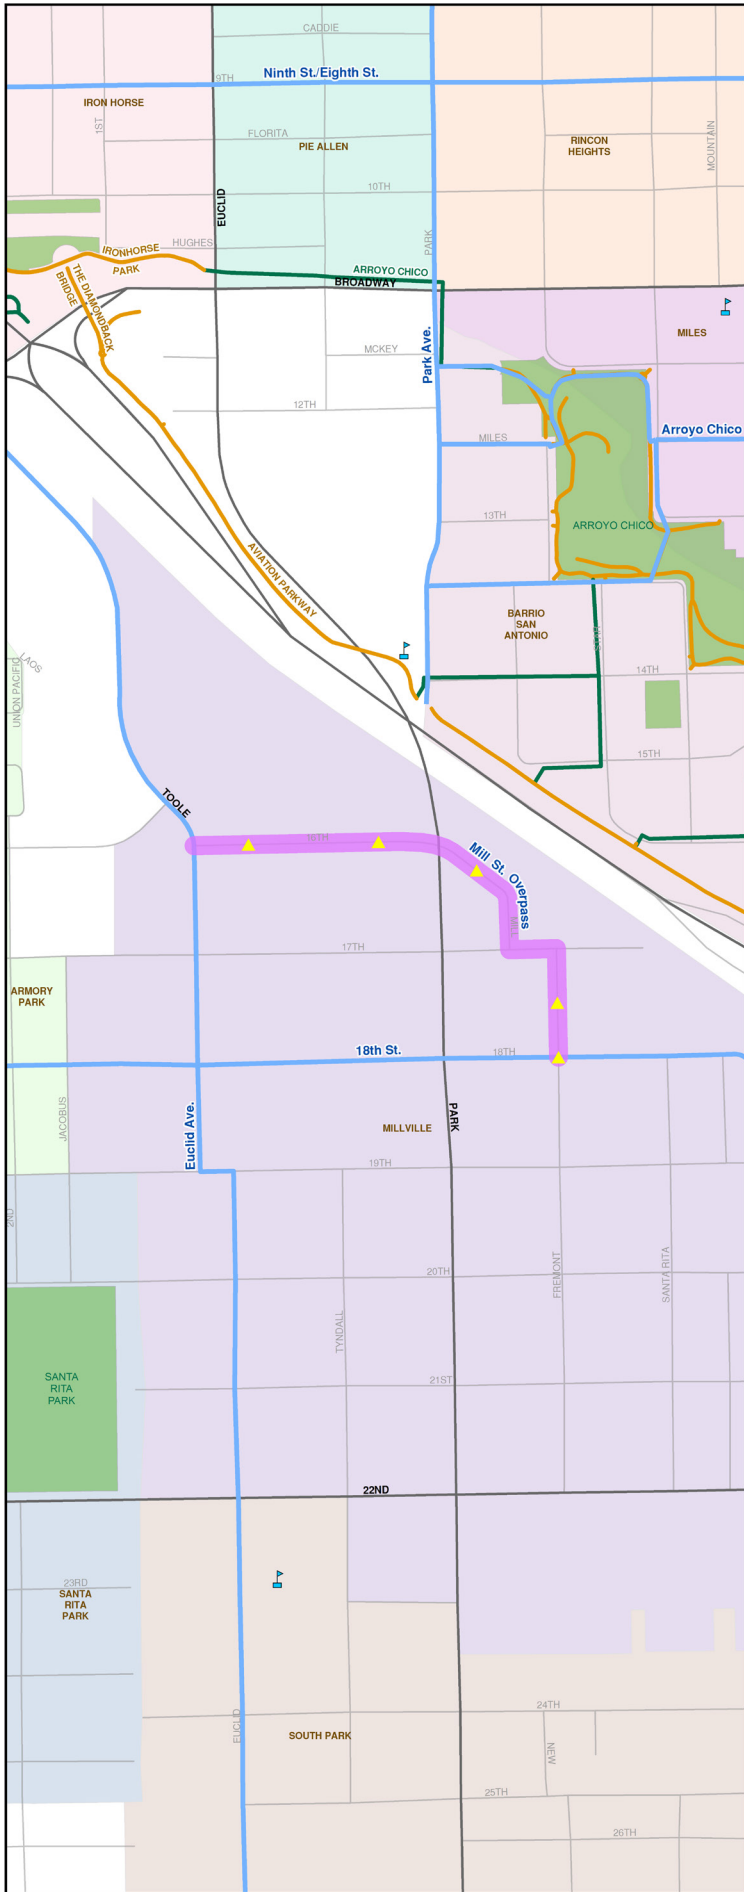 CADDIE
Ninth St./Eighth St.
9TH
IRON HORSE
1ST
FLORITA
PIE ALLEN
RINCON
HEIGHTS
MOUNTAIN
10TH
EUCLID
PARK
HUGHES
IRONHORSE
PARK
ARROYO CHICO
BROADWAY
THE DIAMONDBACK
BRIDGE
MILES
MCKEY
Park Ave.
12TH
Arroyo Chico
MILES
13TH
ARROYO CHICO
AVIATION PARKWAY
BARRIO
SAN
ANTONIO
LAOS
UNION PACIFIC
14TH
15TH
TOOLE
16TH
Mill St. Overpass
MILL
17TH
ARMORY
PARK
18th St.
18TH
JACOBUS
Euclid Ave.
PARK
MILLVILLE
19TH
2ND
20TH
FREMONT
SANTA RITA
TYNDALL
SANTA
RITA
PARK
21ST
22ND
23RD
SANTA
RITA
PARK
24TH
EUCLID
SOUTH PARK
NEW
25TH
26TH